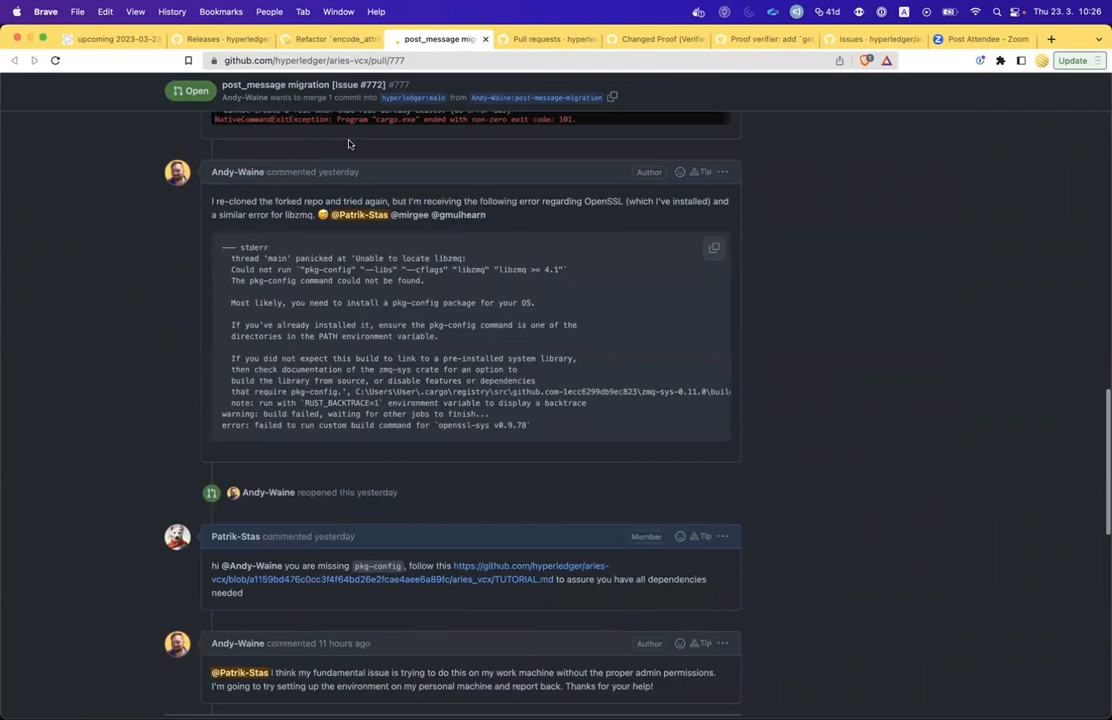 Brave File Edit View History Bookmarks People Tab Window Help 41d A Thu 23. 3. 10:26
upcoming 2023-03-23
Releases · hyperledger
Refactor `encode_attri
post_message mig
Pull requests · hyperle
Changed Proof (Verifie
Proof verifier: add `get
Issues · hyperledger/ar
Post Attendee - Zoom
github.com/hyperledger/aries-vcx/pull/777
1
Update
Open
post_message migration [Issue #772] #777
Andy-Waine wants to merge 1 commit into hyperledger:main from Andy-Waine:post-message-migration
Cannot create a file when that file already exists.
NativeCommandExitException: Program "cargo.exe" ended with non-zero exit code: 101.
Andy-Waine commented yesterday
Author Tip ···
I re-cloned the forked repo and tried again, but I'm receiving the following error regarding OpenSSL (which I've installed) and
a similar error for libzmq. 😅 @Patrik-Stas @mirgee @gmulhearn
--- stderr
thread 'main' panicked at 'Unable to locate libzmq:
Could not run `"pkg-config" "--libs" "--cflags" "libzmq" "libzmq >= 4.1"`
The pkg-config command could not be found.
Most likely, you need to install a pkg-config package for your OS.
If you've already installed it, ensure the pkg-config command is one of the
directories in the PATH environment variable.
If you did not expect this build to link to a pre-installed system library,
then check documentation of the zmq-sys crate for an option to
build the library from source, or disable features or dependencies
that require pkg-config.', C:\Users\User\.cargo\registry\src\github.com-1ecc6299db9ec823\zmq-sys-0.11.0\build
note: run with `RUST_BACKTRACE=1` environment variable to display a backtrace
warning: build failed, waiting for other jobs to finish...
error: failed to run custom build command for `openssl-sys v0.9.78`
Andy-Waine reopened this yesterday
Patrik-Stas commented yesterday
Member Tip ···
hi @Andy-Waine you are missing pkg-config, follow this https://github.com/hyperledger/aries-
vcx/blob/a1159bd476c0cc3f4f64bd26e2fcae4aee6a89fc/aries_vcx/TUTORIAL.md to assure you have all dependencies
needed
Andy-Waine commented 11 hours ago
Author Tip ···
@Patrik-Stas I think my fundamental issue is trying to do this on my work machine without the proper admin permissions.
I'm going to try setting up the environment on my personal machine and report back. Thanks for your help!